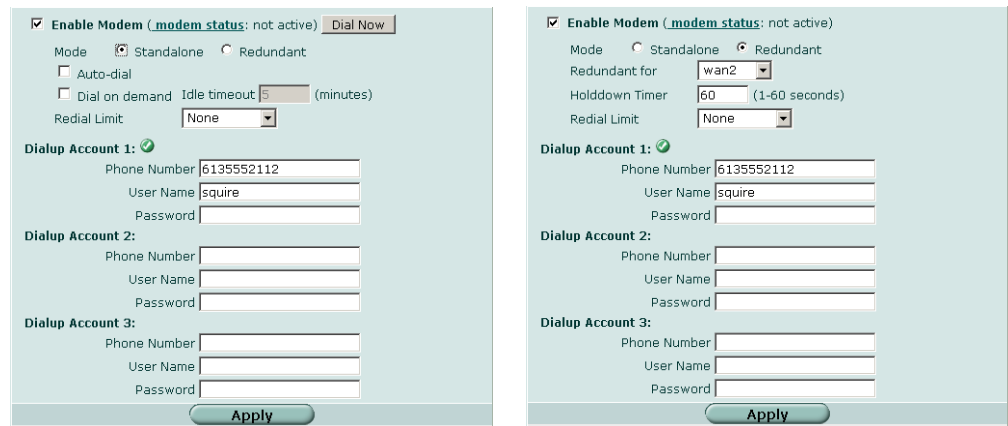 Enable Modem ( modem status: not active) Dial Now
Mode Standalone Redundant
Auto-dial
Dial on demand Idle timeout 5 (minutes)
Redial Limit None
Dialup Account 1:
Phone Number 6135552112
User Name squire
Password
Dialup Account 2:
Phone Number
User Name
Password
Dialup Account 3:
Phone Number
User Name
Password
Apply
Enable Modem ( modem status: not active)
Mode Standalone Redundant
Redundant for wan2
Holddown Timer 60 (1-60 seconds)
Redial Limit None
Dialup Account 1:
Phone Number 6135552112
User Name squire
Password
Dialup Account 2:
Phone Number
User Name
Password
Dialup Account 3:
Phone Number
User Name
Password
Apply